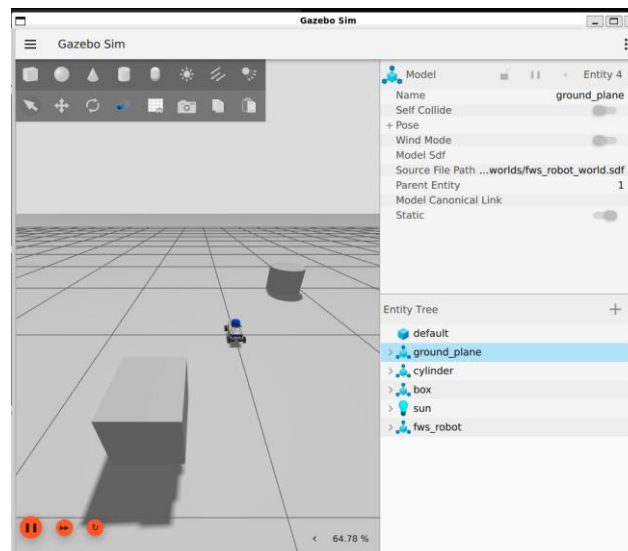 Gazebo Sim
Gazebo Sim
Model Entity 4
Name ground_plane
Self Collide
+ Pose
Wind Mode
Model Sdf
Source File Path ...worlds/fws_robot_world.sdf
Parent Entity 1
Model Canonical Link
Static
Entity Tree
default
> ground_plane
> cylinder
> box
> sun
> fws_robot
< 64.78 %